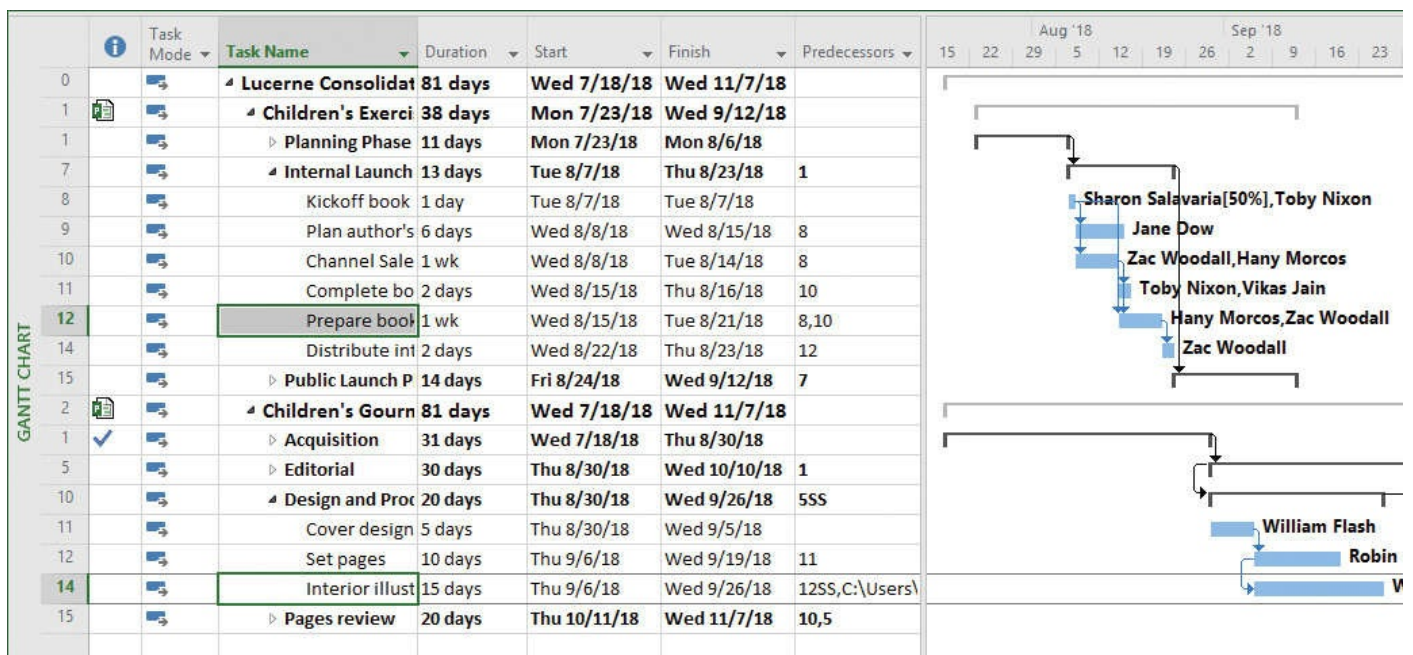 Aug '18 Sep '18
Task Mode Task Name Duration Start Finish Predecessors 15 22 29 5 12 19 26 2 9 16 23
0 Lucerne Consolidat 81 days Wed 7/18/18 Wed 11/7/18
1 Children's Exerci 38 days Mon 7/23/18 Wed 9/12/18
1 Planning Phase 11 days Mon 7/23/18 Mon 8/6/18
7 Internal Launch 13 days Tue 8/7/18 Thu 8/23/18 1
8 Kickoff book 1 day Tue 8/7/18 Tue 8/7/18 Sharon Salavaria[50%],Toby Nixon
9 Plan author's 6 days Wed 8/8/18 Wed 8/15/18 8 Jane Dow
10 Channel Sale 1 wk Wed 8/8/18 Tue 8/14/18 8 Zac Woodall,Hany Morcos
11 Complete bo 2 days Wed 8/15/18 Thu 8/16/18 10 Toby Nixon,Vikas Jain
12 Prepare book 1 wk Wed 8/15/18 Tue 8/21/18 8,10 Hany Morcos,Zac Woodall
14 Distribute int 2 days Wed 8/22/18 Thu 8/23/18 12 Zac Woodall
15 Public Launch P 14 days Fri 8/24/18 Wed 9/12/18 7
2 Children's Gourn 81 days Wed 7/18/18 Wed 11/7/18
1 Acquisition 31 days Wed 7/18/18 Thu 8/30/18
5 Editorial 30 days Thu 8/30/18 Wed 10/10/18 1
10 Design and Proc 20 days Thu 8/30/18 Wed 9/26/18 5SS
11 Cover design 5 days Thu 8/30/18 Wed 9/5/18 William Flash
12 Set pages 10 days Thu 9/6/18 Wed 9/19/18 11 Robin
14 Interior illust 15 days Thu 9/6/18 Wed 9/26/18 12SS,C:\Users\ W
15 Pages review 20 days Thu 10/11/18 Wed 11/7/18 10,5
GANTT CHART